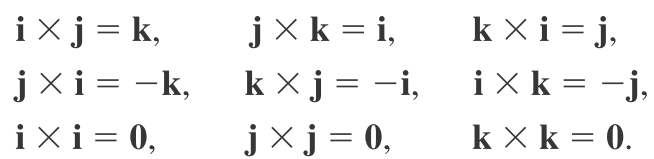 i × j = k, j × k = i, k × i = j,
j × i = −k, k × j = −i, i × k = −j,
i × i = 0, j × j = 0, k × k = 0.